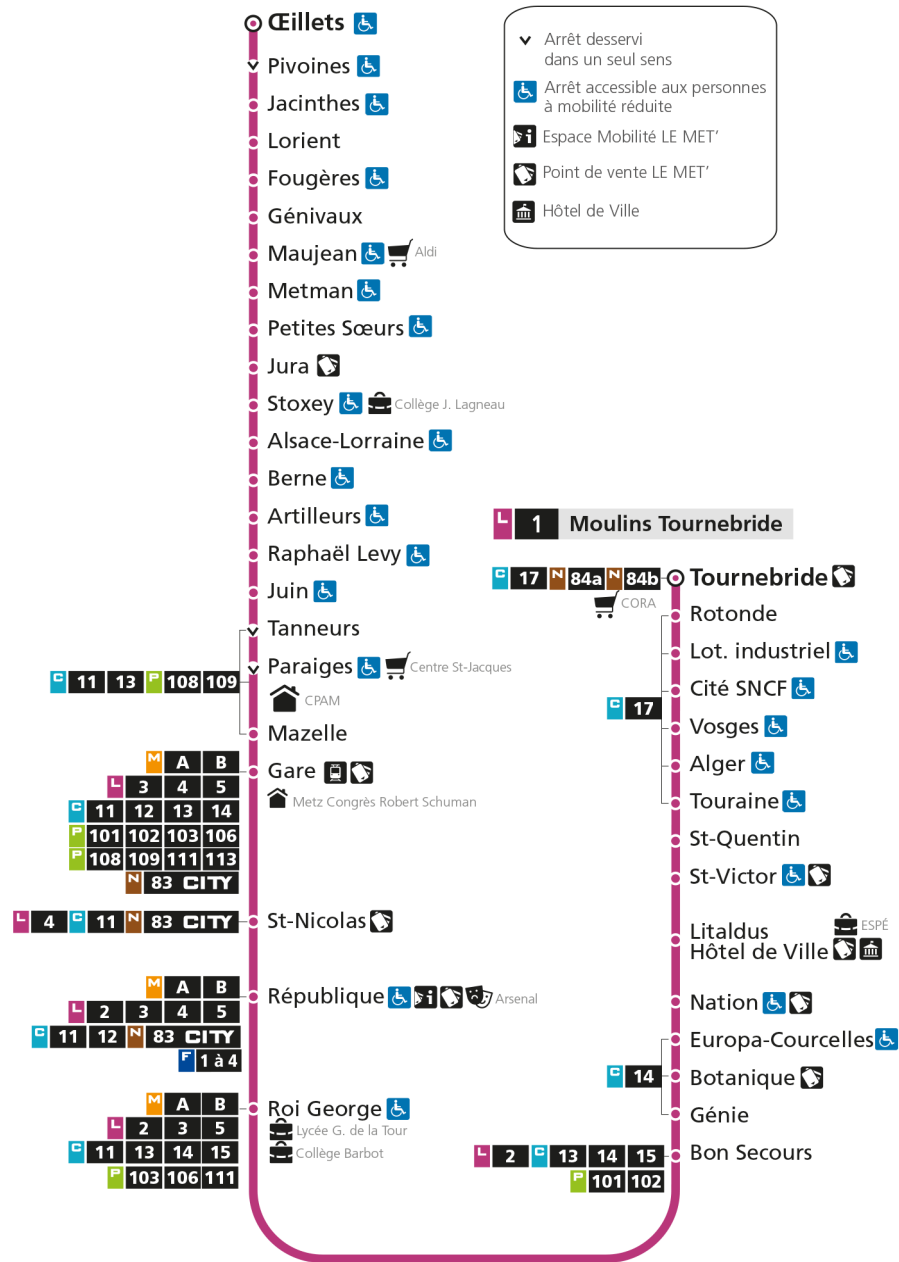 Œillets
Pivoines
Jacinthes
Lorient
Fougères
Génivaux
Maujean Aldi
Metman
Petites Sœurs
Jura
Stoxey Collège J. Lagneau
Alsace-Lorraine
Berne
Artilleurs
Raphaël Levy
Juin
Tanneurs
Paraiges Centre St-Jacques
C 11 13 P 108 109
CPAM
Mazelle
M A B
Gare
L 3 4 5
Metz Congrès Robert Schuman
C 11 12 13 14
P 101 102 103 106
P 108 109 111 113
N 83 CITY
L 4 C 11 N 83 CITY
St-Nicolas
M A B
République i Arsenal
L 2 3 4 5
C 11 12 N 83 CITY
F 1 à 4
M A B
Roi George
L 2 3 5
Lycée G. de la Tour
C 11 13 14 15
Collège Barbot
P 103 106 111
Arrêt desservi
dans un seul sens
Arrêt accessible aux personnes
à mobilité réduite
i Espace Mobilité LE MET'
Point de vente LE MET'
Hôtel de Ville
L 1 Moulins Tournebride
C 17 N 84a N 84b
Tournebride
CORA
Rotonde
Lot. industriel
Cité SNCF
C 17
Vosges
Alger
Touraine
St-Quentin
St-Victor
Litaldus ESPÉ
Hôtel de Ville
Nation
Europa-Courcelles
C 14
Botanique
Génie
L 2 C 13 14 15
Bon Secours
P 101 102